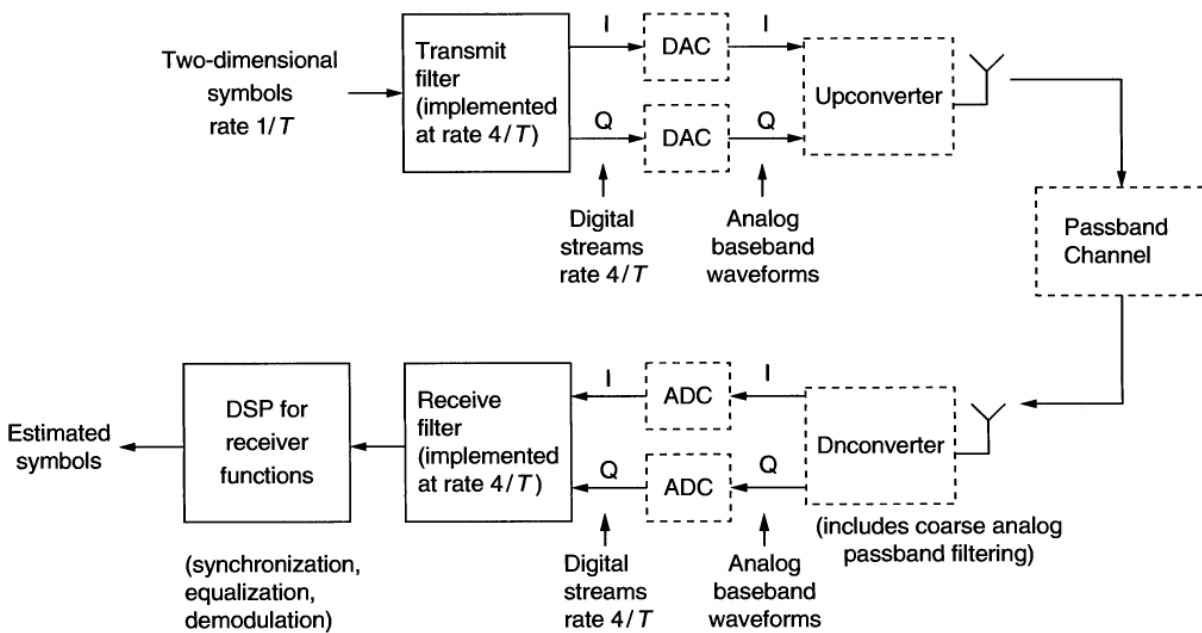 Two-dimensional
symbols
rate 1/T
Transmit
filter
(implemented
at rate 4/T)
I
Q
DAC
DAC
I
Q
Upconverter
Digital
streams
rate 4/T
Analog
baseband
waveforms
Passband
Channel
Estimated
symbols
DSP for
receiver
functions
(synchronization,
equalization,
demodulation)
Receive
filter
(implemented
at rate 4/T)
I
Q
ADC
ADC
I
Q
Dnconverter
(includes coarse analog
passband filtering)
Digital
streams
rate 4/T
Analog
baseband
waveforms